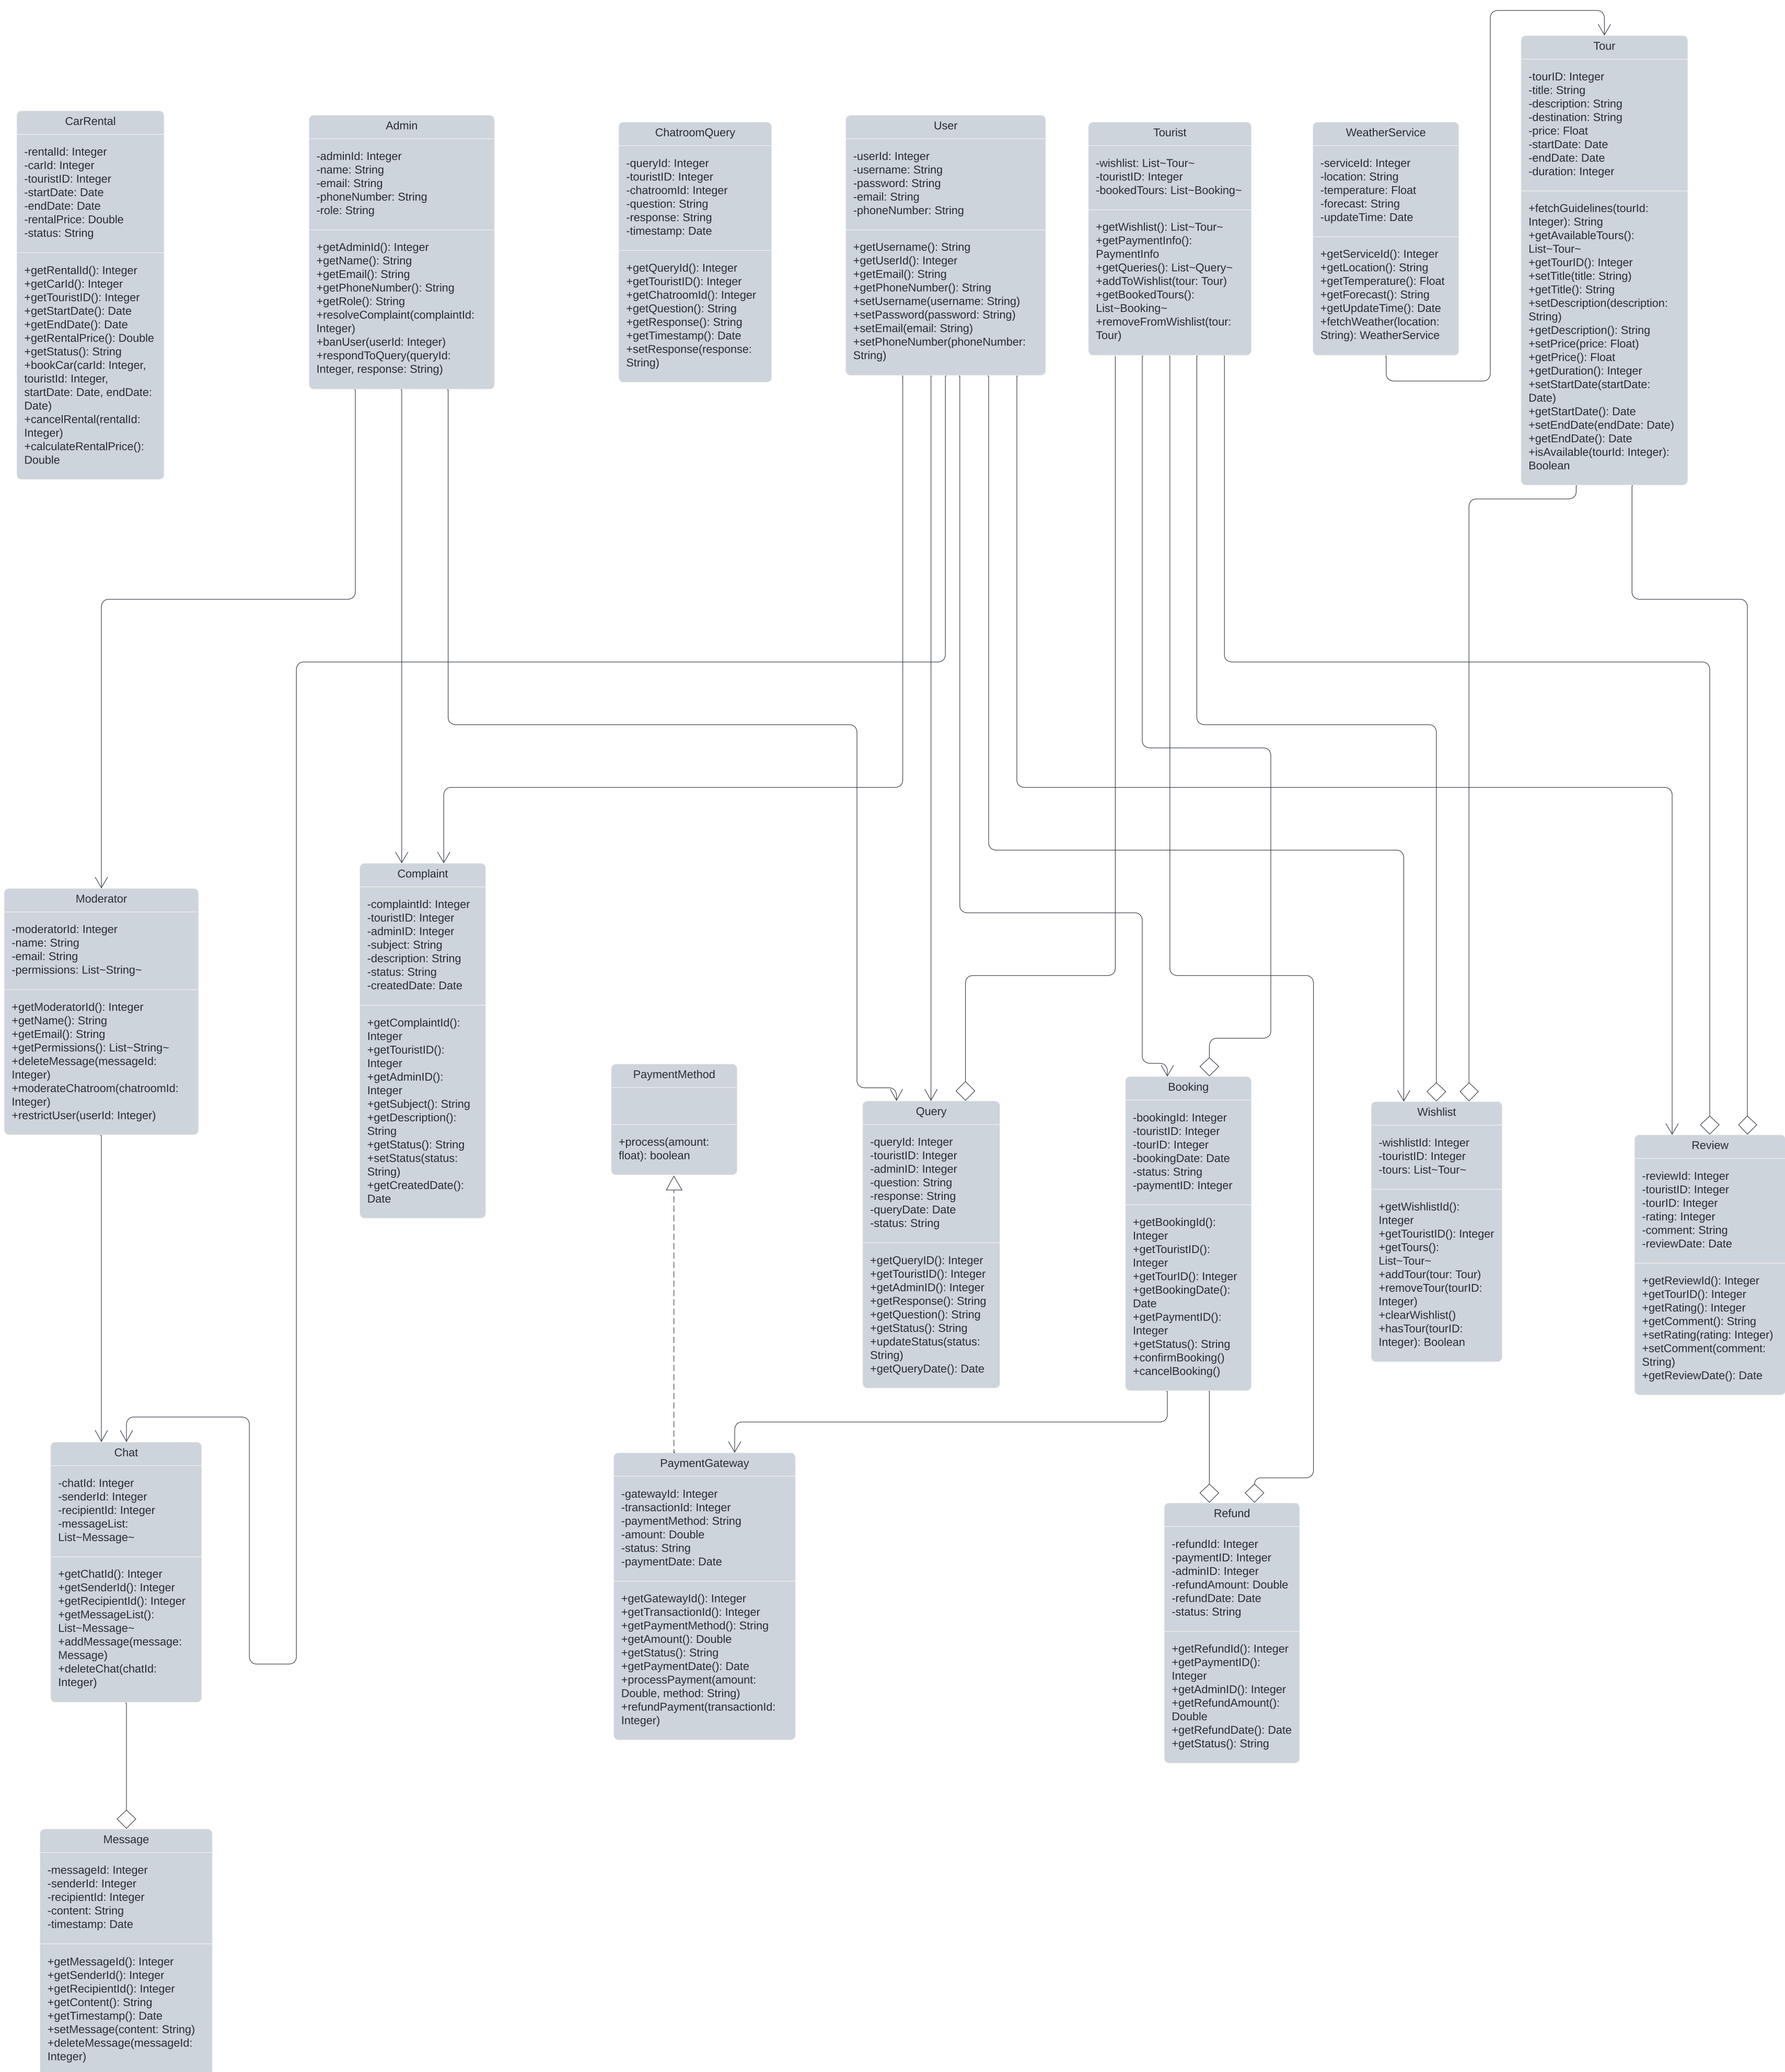 CarRental
-rentalId: Integer
-carId: Integer
-touristID: Integer
-startDate: Date
-endDate: Date
-rentalPrice: Double
-status: String
+getRentalId(): Integer
+getCarId(): Integer
+getTouristID(): Integer
+getStartDate(): Date
+getEndDate(): Date
+getRentalPrice(): Double
+getStatus(): String
+bookCar(carId: Integer,
touristId: Integer,
startDate: Date, endDate:
Date)
+cancelRental(rentalId:
Integer)
+calculateRentalPrice():
Double
Admin
-adminId: Integer
-name: String
-email: String
-phoneNumber: String
-role: String
+getAdminId(): Integer
+getName(): String
+getEmail(): String
+getPhoneNumber(): String
+getRole(): String
+resolveComplaint(complaintId:
Integer)
+banUser(userId: Integer)
+respondToQuery(queryId:
Integer, response: String)
ChatroomQuery
-queryId: Integer
-touristID: Integer
-chatroomId: Integer
-question: String
-response: String
-timestamp: Date
+getQueryId(): Integer
+getTouristID(): Integer
+getChatroomId(): Integer
+getQuestion(): String
+getResponse(): String
+getTimestamp(): Date
+setResponse(response:
String)
User
-userId: Integer
-username: String
-password: String
-email: String
-phoneNumber: String
+getUsername(): String
+getUserId(): Integer
+getEmail(): String
+getPhoneNumber(): String
+setUsername(username: String)
+setPassword(password: String)
+setEmail(email: String)
+setPhoneNumber(phoneNumber:
String)
Tourist
-wishlist: List~Tour~
-touristID: Integer
-bookedTours: List~Booking~
+getWishlist(): List~Tour~
+getPaymentInfo():
PaymentInfo
+getQueries(): List~Query~
+addToWishlist(tour: Tour)
+getBookedTours():
List~Booking~
+removeFromWishlist(tour:
Tour)
WeatherService
-serviceId: Integer
-location: String
-temperature: Float
-forecast: String
-updateTime: Date
+getServiceId(): Integer
+getLocation(): String
+getTemperature(): Float
+getForecast(): String
+getUpdateTime(): Date
+fetchWeather(location:
String): WeatherService
Tour
-tourID: Integer
-title: String
-description: String
-destination: String
-price: Float
-startDate: Date
-endDate: Date
-duration: Integer
+fetchGuidelines(tourId:
Integer): String
+getAvailableTours():
List~Tour~
+getTourID(): Integer
+setTitle(title: String)
+getTitle(): String
+setDescription(description:
String)
+getDescription(): String
+setPrice(price: Float)
+getPrice(): Float
+getDuration(): Integer
+setStartDate(startDate:
Date)
+getStartDate(): Date
+setEndDate(endDate: Date)
+getEndDate(): Date
+isAvailable(tourId: Integer):
Boolean
Moderator
-moderatorId: Integer
-name: String
-email: String
-permissions: List~String~
+getModeratorId(): Integer
+getName(): String
+getEmail(): String
+getPermissions(): List~String~
+deleteMessage(messageId:
Integer)
+moderateChatroom(chatroomId:
Integer)
+restrictUser(userId: Integer)
Complaint
-complaintId: Integer
-touristID: Integer
-adminID: Integer
-subject: String
-description: String
-status: String
-createdDate: Date
+getComplaintId():
Integer
+getTouristID():
Integer
+getAdminID():
Integer
+getSubject(): String
+getDescription():
String
+getStatus(): String
+setStatus(status:
String)
+getCreatedDate():
Date
PaymentMethod
+process(amount:
float): boolean
Query
-queryId: Integer
-touristID: Integer
-adminID: Integer
-question: String
-response: String
-queryDate: Date
-status: String
+getQueryID(): Integer
+getTouristID(): Integer
+getAdminID(): Integer
+getResponse(): String
+getQuestion(): String
+getStatus(): String
+updateStatus(status:
String)
+getQueryDate(): Date
Booking
-bookingId: Integer
-touristID: Integer
-tourID: Integer
-bookingDate: Date
-status: String
-paymentID: Integer
+getBookingId():
Integer
+getTouristID():
Integer
+getTourID(): Integer
+getBookingDate():
Date
+getPaymentID():
Integer
+getStatus(): String
+confirmBooking()
+cancelBooking()
Wishlist
-wishlistId: Integer
-touristID: Integer
-tours: List~Tour~
+getWishlistId():
Integer
+getTouristID(): Integer
+getTours():
List~Tour~
+addTour(tour: Tour)
+removeTour(tourID:
Integer)
+clearWishlist()
+hasTour(tourID:
Integer): Boolean
Review
-reviewId: Integer
-touristID: Integer
-tourID: Integer
-rating: Integer
-comment: String
-reviewDate: Date
+getReviewId(): Integer
+getTourID(): Integer
+getRating(): Integer
+getComment(): String
+setRating(rating: Integer)
+setComment(comment:
String)
+getReviewDate(): Date
Chat
-chatId: Integer
-senderId: Integer
-recipientId: Integer
-messageList:
List~Message~
+getChatId(): Integer
+getSenderId(): Integer
+getRecipientId(): Integer
+getMessageList():
List~Message~
+addMessage(message:
Message)
+deleteChat(chatId:
Integer)
PaymentGateway
-gatewayId: Integer
-transactionId: Integer
-paymentMethod: String
-amount: Double
-status: String
-paymentDate: Date
+getGatewayId(): Integer
+getTransactionId(): Integer
+getPaymentMethod(): String
+getAmount(): Double
+getStatus(): String
+getPaymentDate(): Date
+processPayment(amount:
Double, method: String)
+refundPayment(transactionId:
Integer)
Refund
-refundId: Integer
-paymentID: Integer
-adminID: Integer
-refundAmount: Double
-refundDate: Date
-status: String
+getRefundId(): Integer
+getPaymentID():
Integer
+getAdminID(): Integer
+getRefundAmount():
Double
+getRefundDate(): Date
+getStatus(): String
Message
-messageId: Integer
-senderId: Integer
-recipientId: Integer
-content: String
-timestamp: Date
+getMessageId(): Integer
+getSenderId(): Integer
+getRecipientId(): Integer
+getContent(): String
+getTimestamp(): Date
+setMessage(content: String)
+deleteMessage(messageId:
Integer)